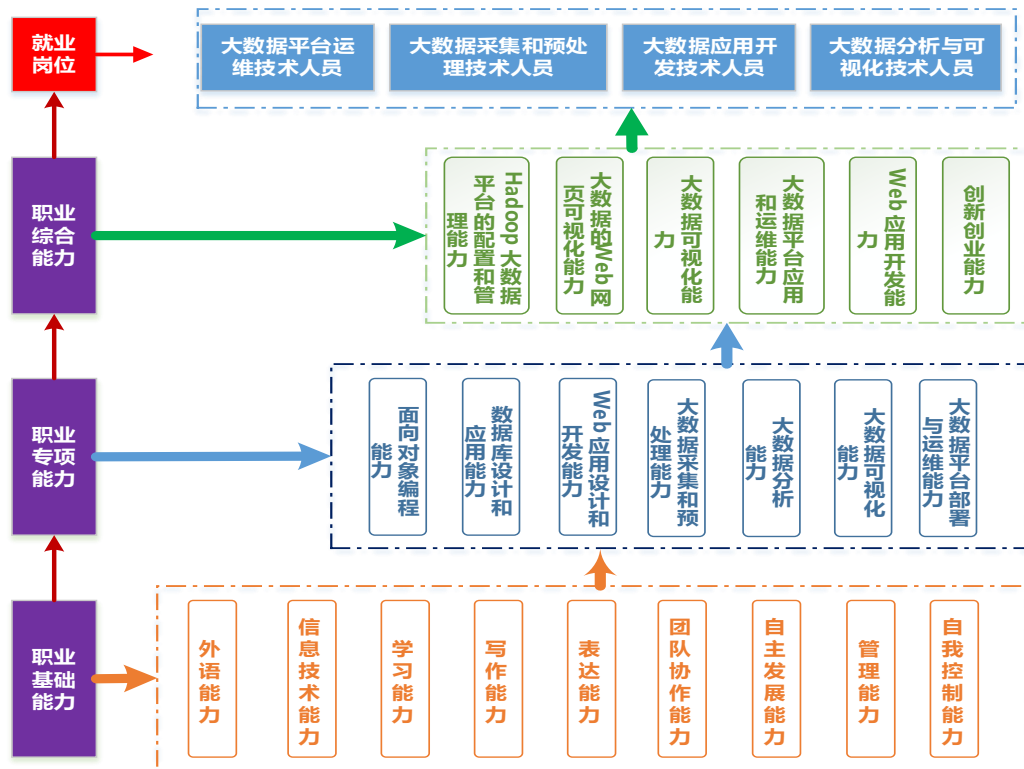 就业
岗位
大数据平台运
维技术人员
大数据采集和预处
理技术人员
大数据应用开
发技术人员
大数据分析与可
视化技术人员
职业
综合
能力
Hadoop大数据
平台的配置和管
理能力
大数据的Web网
页可视化能力
大数据可视化能
力
大数据平台应用
和运维能力
Web应用开发能
力
创新创业能力
职业
专项
能力
面向对象编程
能力
数据库设计和
应用能力
Web应用设计和
开发能力
大数据采集和预
处理能力
大数据分析
能力
大数据可视化
能力
大数据平台部署
与运维能力
职业
基础
能力
外语能力
信息技术能力
学习能力
写作能力
表达能力
团队协作能力
自主发展能力
管理能力
自我控制能力